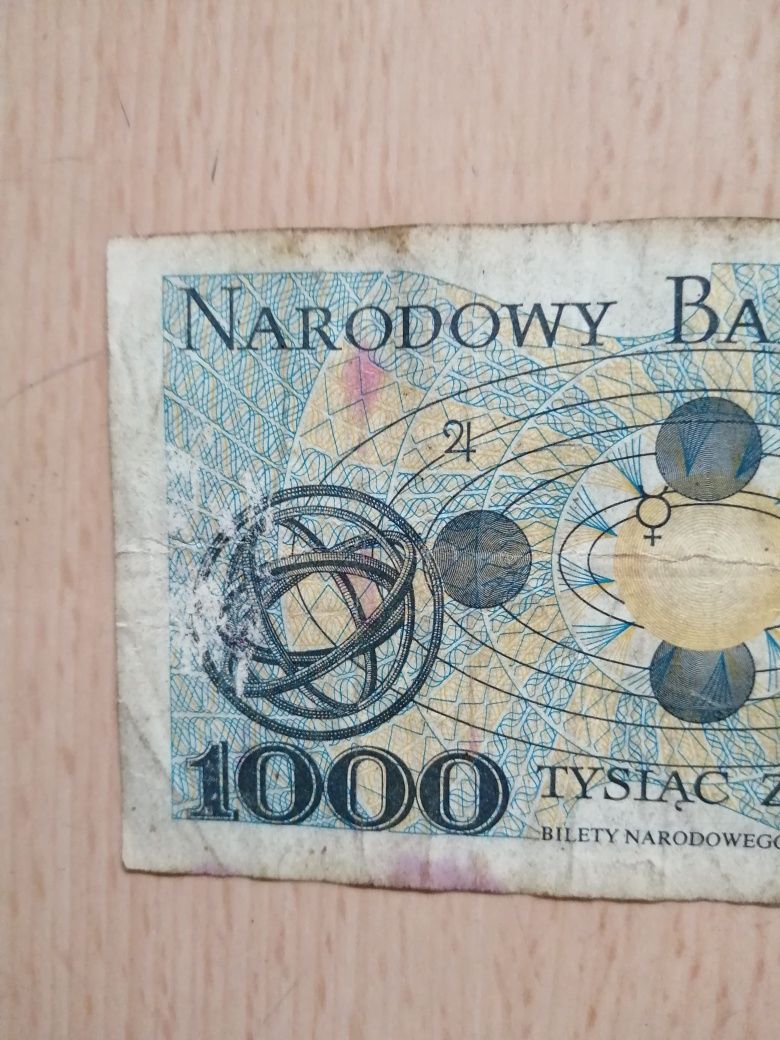 NARODOWY BA
1000 TYSIĄC Z
BILETY NARODOWEGO